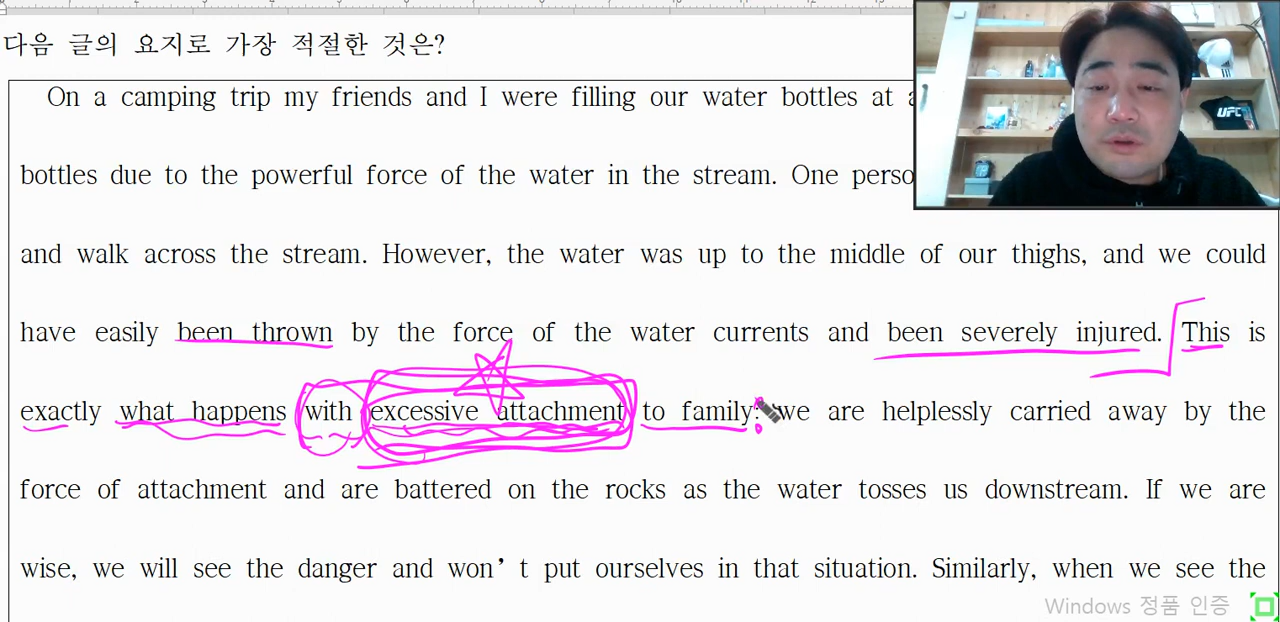 다음 글의 요지로 가장 적절한 것은?
On a camping trip my friends and I were filling our water bottles at
bottles due to the powerful force of the water in the stream. One
and walk across the stream. However, the water was up to the middle of our thighs, and we could
have easily been thrown by the force of the water currents and been severely injured. This is
exactly what happens with excessive attachment to family: we are helplessly carried away by the
force of attachment and are battered on the rocks as the water tosses us downstream. If we are
wise, we will see the danger and won't put ourselves in that situation. Similarly, when we see the
UFC
Windows 정품 인증